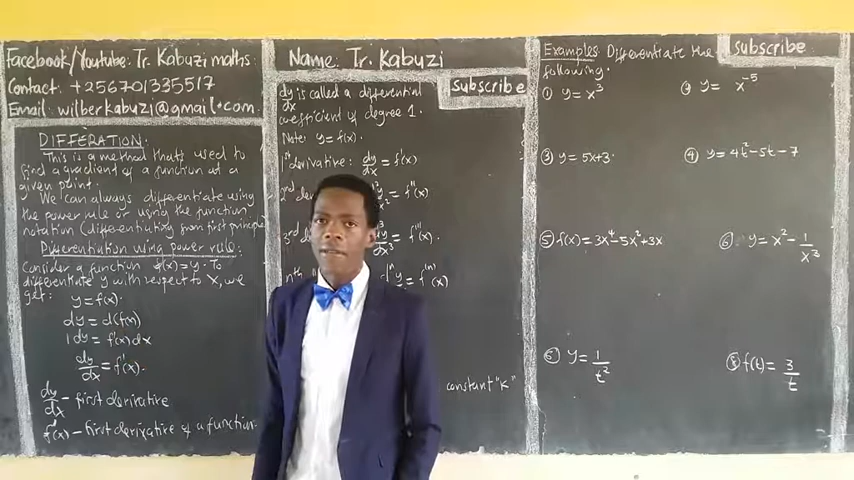 Facebook/Youtube: Tr. Kabuzi maths.
Contact: +256701335517
Email: wilberkabuzi@gmail.com
DIFFERATION.
This is a method that's used to
find a gradient of a function at a
given point.
We can always differentiate using
the power rule or using the function
notation (differentiating from first principle)
Differentiation using power rule:
Consider a function f(x) = y. To
differentiate y with respect to x, we
get:
y = f(x).
dy = d(f(x))
1dy = f'(x)dx
dy/dx = f'(x).
dy/dx - first derivative
f'(x) - first derivative of a function.
Name: Tr. Kabuzi
subscribe
dy/dx is called a differential
coefficient of degree 1.
Note: y = f(x).
1st derivative: dy/dx = f'(x)
2nd = f''(x)
3rd = f'''(x).
nth = f^(n)(x)
constant "K"
Examples: Differentiate the
subscribe
following.
① y = x³
② y = x⁻⁵
③ y = 5x+3.
④ y = 4t²-5t-7
⑤ f(x) = 3x⁴-5x²+3x
⑥ y = x² - 1/x³
y = 1/t²
⑧ f(t) = 3/t